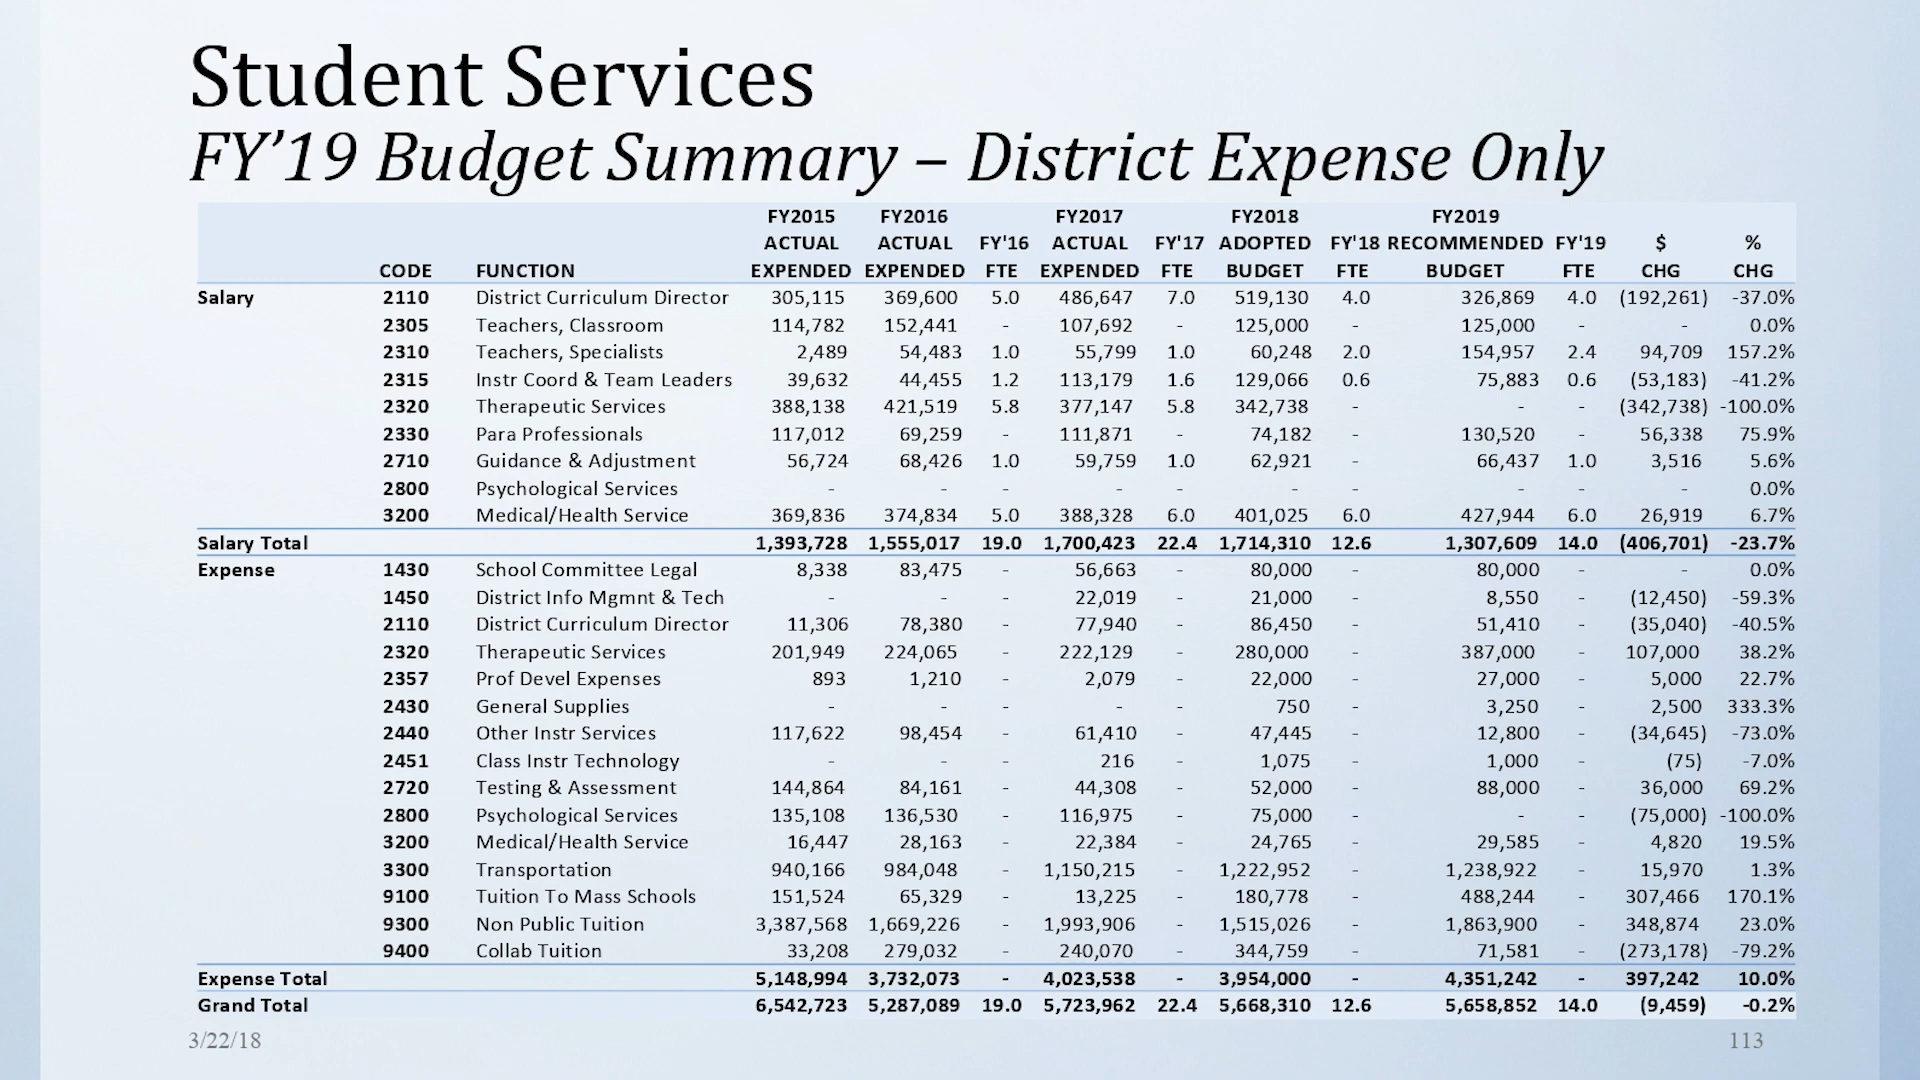 Student Services
FY’19 Budget Summary – District Expense Only
FY2015 FY2016 FY2017 FY2018 FY2019
ACTUAL ACTUAL FY'16 ACTUAL FY'17 ADOPTED FY'18 RECOMMENDED FY'19 $ %
CODE FUNCTION EXPENDED EXPENDED FTE EXPENDED FTE BUDGET FTE BUDGET FTE CHG CHG
Salary 2110 District Curriculum Director 305,115 369,600 5.0 486,647 7.0 519,130 4.0 326,869 4.0 (192,261) -37.0%
2305 Teachers, Classroom 114,782 152,441 - 107,692 - 125,000 - 125,000 - - 0.0%
2310 Teachers, Specialists 2,489 54,483 1.0 55,799 1.0 60,248 2.0 154,957 2.4 94,709 157.2%
2315 Instr Coord & Team Leaders 39,632 44,455 1.2 113,179 1.6 129,066 0.6 75,883 0.6 (53,183) -41.2%
2320 Therapeutic Services 388,138 421,519 5.8 377,147 5.8 342,738 - - - (342,738) -100.0%
2330 Para Professionals 117,012 69,259 - 111,871 - 74,182 - 130,520 - 56,338 75.9%
2710 Guidance & Adjustment 56,724 68,426 1.0 59,759 1.0 62,921 - 66,437 1.0 3,516 5.6%
2800 Psychological Services - - - - - - - - - - 0.0%
3200 Medical/Health Service 369,836 374,834 5.0 388,328 6.0 401,025 6.0 427,944 6.0 26,919 6.7%
Salary Total 1,393,728 1,555,017 19.0 1,700,423 22.4 1,714,310 12.6 1,307,609 14.0 (406,701) -23.7%
Expense 1430 School Committee Legal 8,338 83,475 - 56,663 - 80,000 - 80,000 - - 0.0%
1450 District Info Mgmnt & Tech - - - 22,019 - 21,000 - 8,550 - (12,450) -59.3%
2110 District Curriculum Director 11,306 78,380 - 77,940 - 86,450 - 51,410 - (35,040) -40.5%
2320 Therapeutic Services 201,949 224,065 - 222,129 - 280,000 - 387,000 - 107,000 38.2%
2357 Prof Devel Expenses 893 1,210 - 2,079 - 22,000 - 27,000 - 5,000 22.7%
2430 General Supplies - - - - - 750 - 3,250 - 2,500 333.3%
2440 Other Instr Services 117,622 98,454 - 61,410 - 47,445 - 12,800 - (34,645) -73.0%
2451 Class Instr Technology - - - 216 - 1,075 - 1,000 - (75) -7.0%
2720 Testing & Assessment 144,864 84,161 - 44,308 - 52,000 - 88,000 - 36,000 69.2%
2800 Psychological Services 135,108 136,530 - 116,975 - 75,000 - - - (75,000) -100.0%
3200 Medical/Health Service 16,447 28,163 - 22,384 - 24,765 - 29,585 - 4,820 19.5%
3300 Transportation 940,166 984,048 - 1,150,215 - 1,222,952 - 1,238,922 - 15,970 1.3%
9100 Tuition To Mass Schools 151,524 65,329 - 13,225 - 180,778 - 488,244 - 307,466 170.1%
9300 Non Public Tuition 3,387,568 1,669,226 - 1,993,906 - 1,515,026 - 1,863,900 - 348,874 23.0%
9400 Collab Tuition 33,208 279,032 - 240,070 - 344,759 - 71,581 - (273,178) -79.2%
Expense Total 5,148,994 3,732,073 - 4,023,538 - 3,954,000 - 4,351,242 - 397,242 10.0%
Grand Total 6,542,723 5,287,089 19.0 5,723,962 22.4 5,668,310 12.6 5,658,852 14.0 (9,459) -0.2%
3/22/18 113